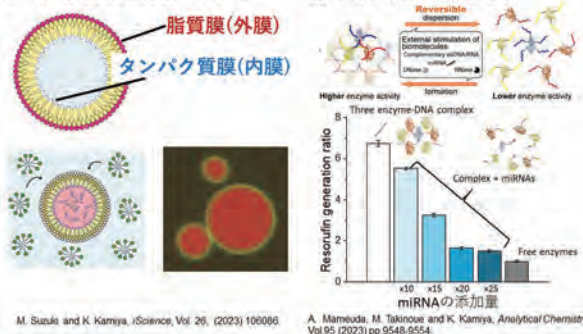 脂質膜(外膜)
タンパク質膜(内膜)
M. Suzuki and K. Kamiya, iScience, Vol. 26, (2023) 106086.
Reversible
dispersion
External stimulation of
biomolecules
Complementary ssDNA/RNA
miRNA
DNase
RNase
formation
Higher enzyme activity
Lower enzyme activity
Three enzyme-DNA complex
Resorufin generation ratio
8
6
4
2
0
Complex + miRNAs
Free enzymes
x10
x15
x20
x25
miRNAの添加量
A. Mameuda, M. Takinoue and K. Kamiya, Analytical Chemistr
Vol.95 (2023) pp 9548-9554.